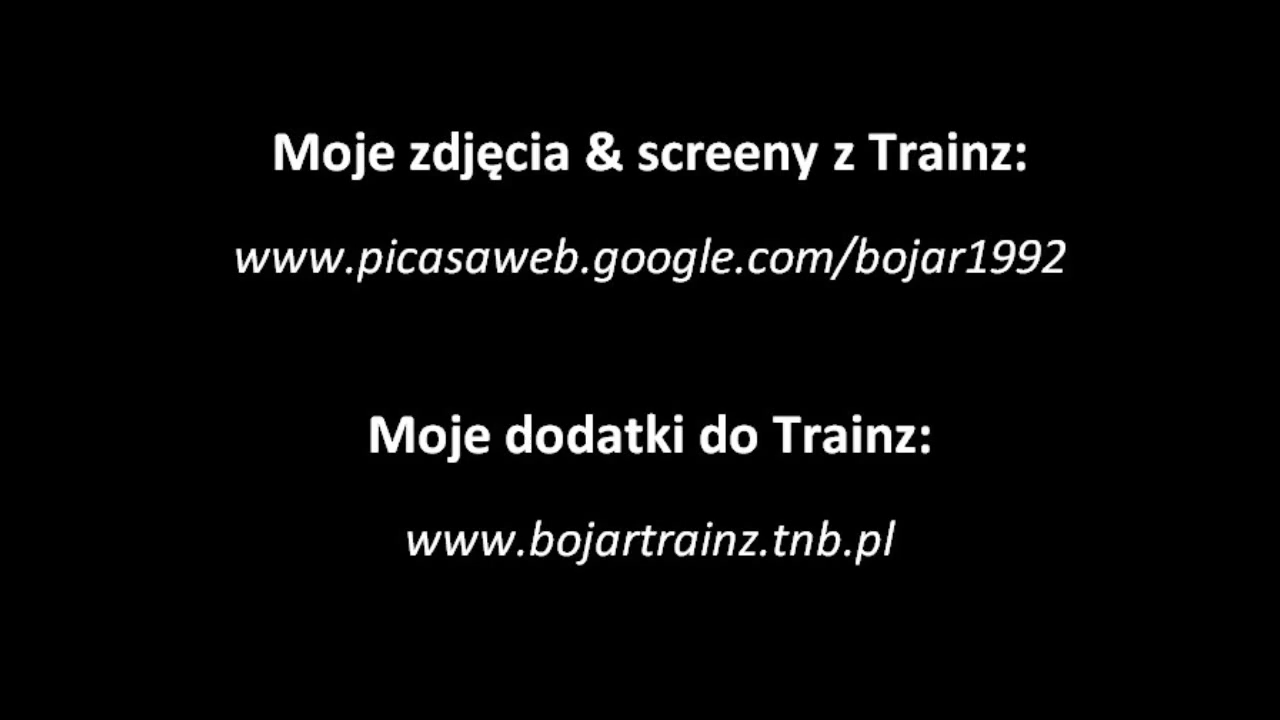 Moje zdjęcia & screeny z Trainz:
www.picasaweb.google.com/bojar1992
Moje dodatki do Trainz:
www.bojartrainz.tnb.pl